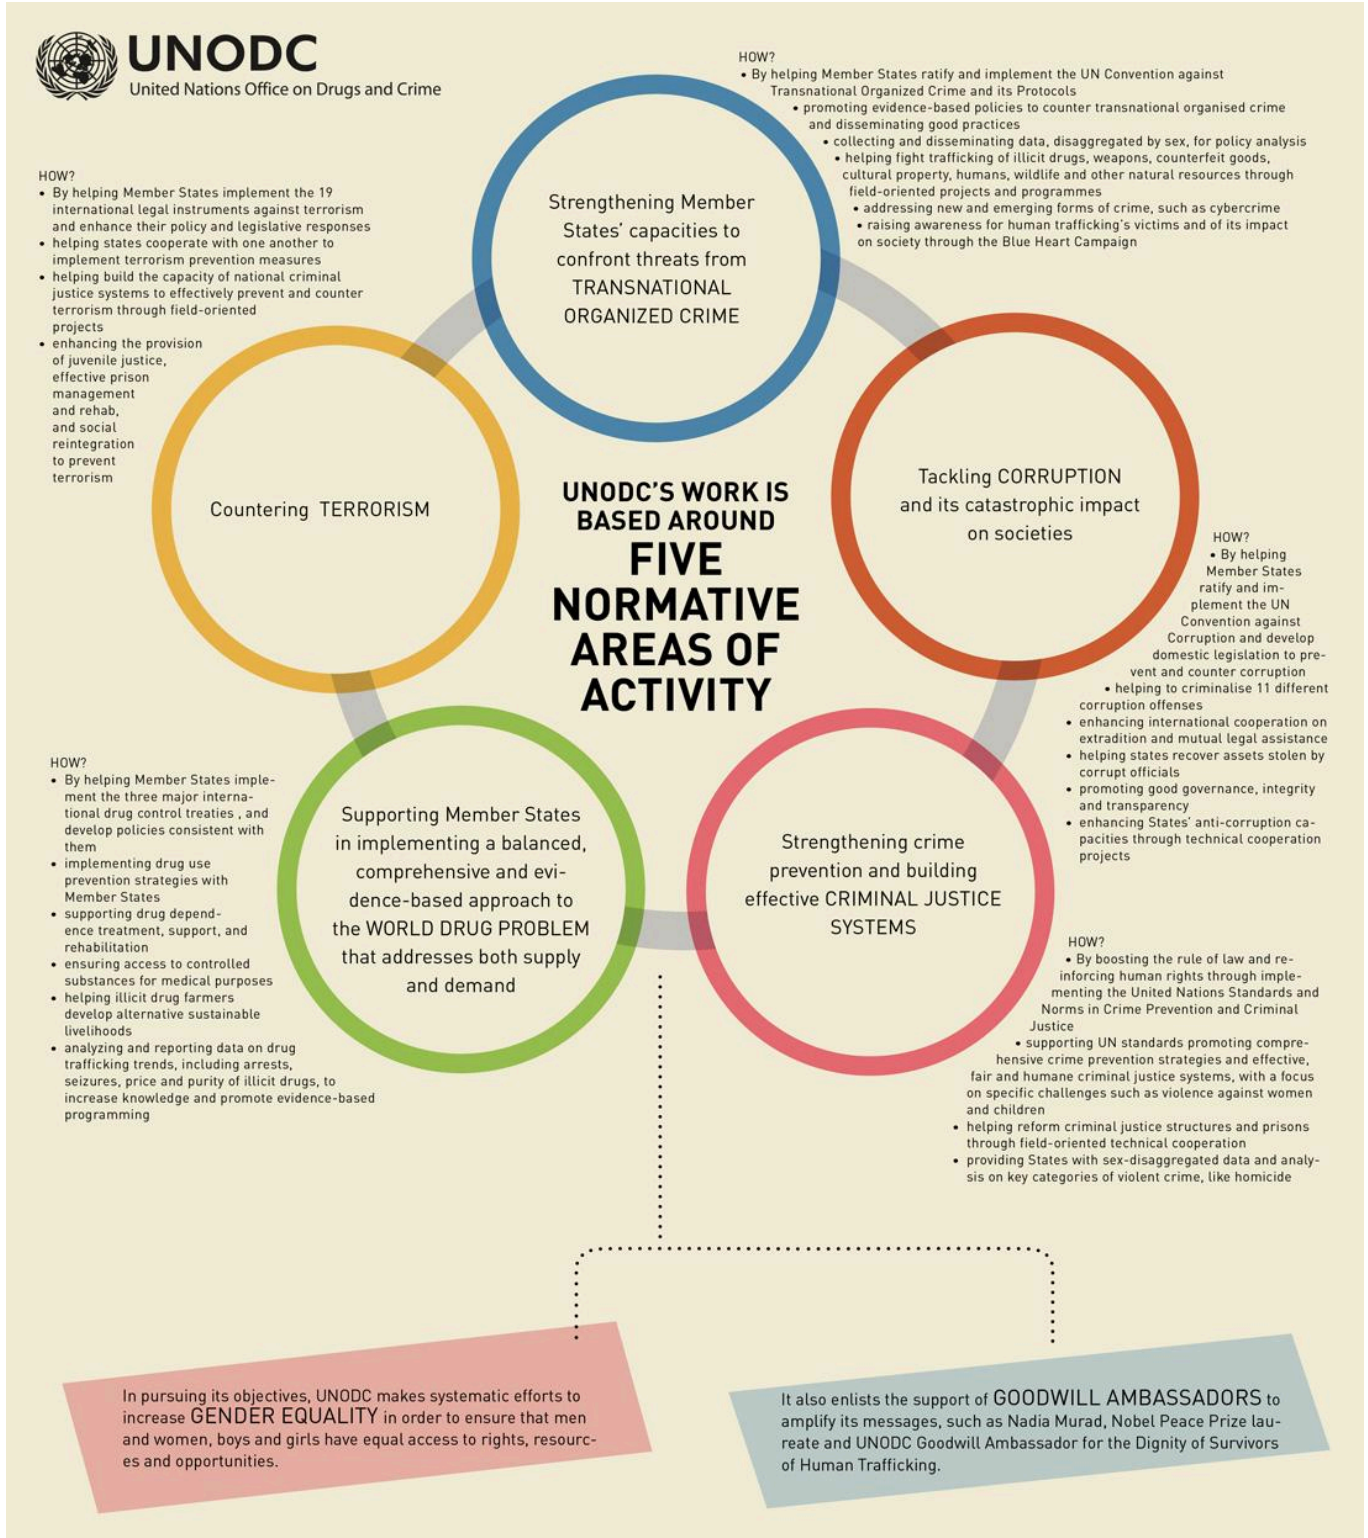 UNODC
United Nations Office on Drugs and Crime
HOW?
• By helping Member States ratify and implement the UN Convention against
Transnational Organized Crime and its Protocols
• promoting evidence-based policies to counter transnational organised crime
and disseminating good practices
• collecting and disseminating data, disaggregated by sex, for policy analysis
• helping fight trafficking of illicit drugs, weapons, counterfeit goods,
cultural property, humans, wildlife and other natural resources through
field-oriented projects and programmes
• addressing new and emerging forms of crime, such as cybercrime
• raising awareness for human trafficking's victims and of its impact
on society through the Blue Heart Campaign
Strengthening Member
States' capacities to
confront threats from
TRANSNATIONAL
ORGANIZED CRIME
HOW?
• By helping Member States implement the 19
international legal instruments against terrorism
and enhance their policy and legislative responses
• helping states cooperate with one another to
implement terrorism prevention measures
• helping build the capacity of national criminal
justice systems to effectively prevent and counter
terrorism through field-oriented
projects
• enhancing the provision
of juvenile justice,
effective prison
management
and rehab,
and social
reintegration
to prevent
terrorism
Countering TERRORISM
UNODC'S WORK IS
BASED AROUND
FIVE
NORMATIVE
AREAS OF
ACTIVITY
Tackling CORRUPTION
and its catastrophic impact
on societies
HOW?
• By helping
Member States
ratify and im-
plement the UN
Convention against
Corruption and develop
domestic legislation to pre-
vent and counter corruption
• helping to criminalise 11 different
corruption offenses
• enhancing international cooperation on
extradition and mutual legal assistance
• helping states recover assets stolen by
corrupt officials
• promoting good governance, integrity
and transparency
• enhancing States' anti-corruption ca-
pacities through technical cooperation
projects
HOW?
• By helping Member States imple-
ment the three major interna-
tional drug control treaties , and
develop policies consistent with
them
• implementing drug use
prevention strategies with
Member States
• supporting drug depend-
ence treatment, support, and
rehabilitation
• ensuring access to controlled
substances for medical purposes
• helping illicit drug farmers
develop alternative sustainable
livelihoods
• analyzing and reporting data on drug
trafficking trends, including arrests,
seizures, price and purity of illicit drugs, to
increase knowledge and promote evidence-based
programming
Supporting Member States
in implementing a balanced,
comprehensive and evi-
dence-based approach to
the WORLD DRUG PROBLEM
that addresses both supply
and demand
Strengthening crime
prevention and building
effective CRIMINAL JUSTICE
SYSTEMS
HOW?
• By boosting the rule of law and re-
inforcing human rights through imple-
menting the United Nations Standards and
Norms in Crime Prevention and Criminal
Justice
• supporting UN standards promoting compre-
hensive crime prevention strategies and effective,
fair and humane criminal justice systems, with a focus
on specific challenges such as violence against women
and children
• helping reform criminal justice structures and prisons
through field-oriented technical cooperation
• providing States with sex-disaggregated data and analy-
sis on key categories of violent crime, like homicide
In pursuing its objectives, UNODC makes systematic efforts to
increase GENDER EQUALITY in order to ensure that men
and women, boys and girls have equal access to rights, resourc-
es and opportunities.
It also enlists the support of GOODWILL AMBASSADORS to
amplify its messages, such as Nadia Murad, Nobel Peace Prize lau-
reate and UNODC Goodwill Ambassador for the Dignity of Survivors
of Human Trafficking.